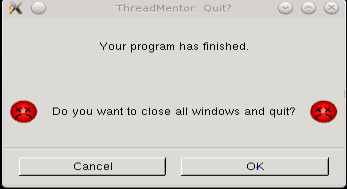 ThreadMentor: Quit?
Your program has finished.
Do you want to close all windows and quit?
Cancel
OK